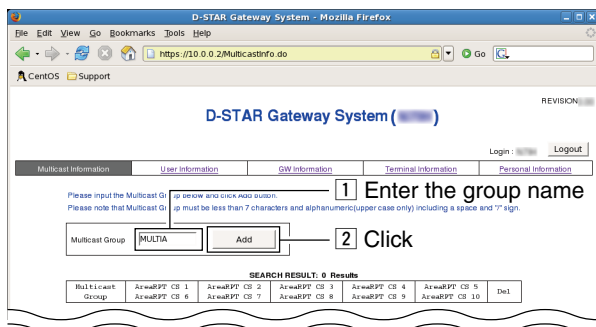 D-STAR Gateway System - Mozilla Firefox
File Edit View Go Bookmarks Tools Help
https://10.0.0.2/MulticastInfo.do Go G
CentOS Support
REVISION
D-STAR Gateway System ( )
Login : Logout
Multicast Information User Information GW Information Terminal Information Personal Information
Please input the Multicast Group below and click Add button.
1 Enter the group name
Please note that Multicast Group must be less than 7 characters and alphanumeric(upper case only) including a space and "/" sign.
Multicast Group MULTIA Add 2 Click
SEARCH RESULT: 0 Results
Multicast Group AreaRPT CS 1 AreaRPT CS 2 AreaRPT CS 3 AreaRPT CS 4 AreaRPT CS 5 Del
AreaRPT CS 6 AreaRPT CS 7 AreaRPT CS 8 AreaRPT CS 9 AreaRPT CS 10